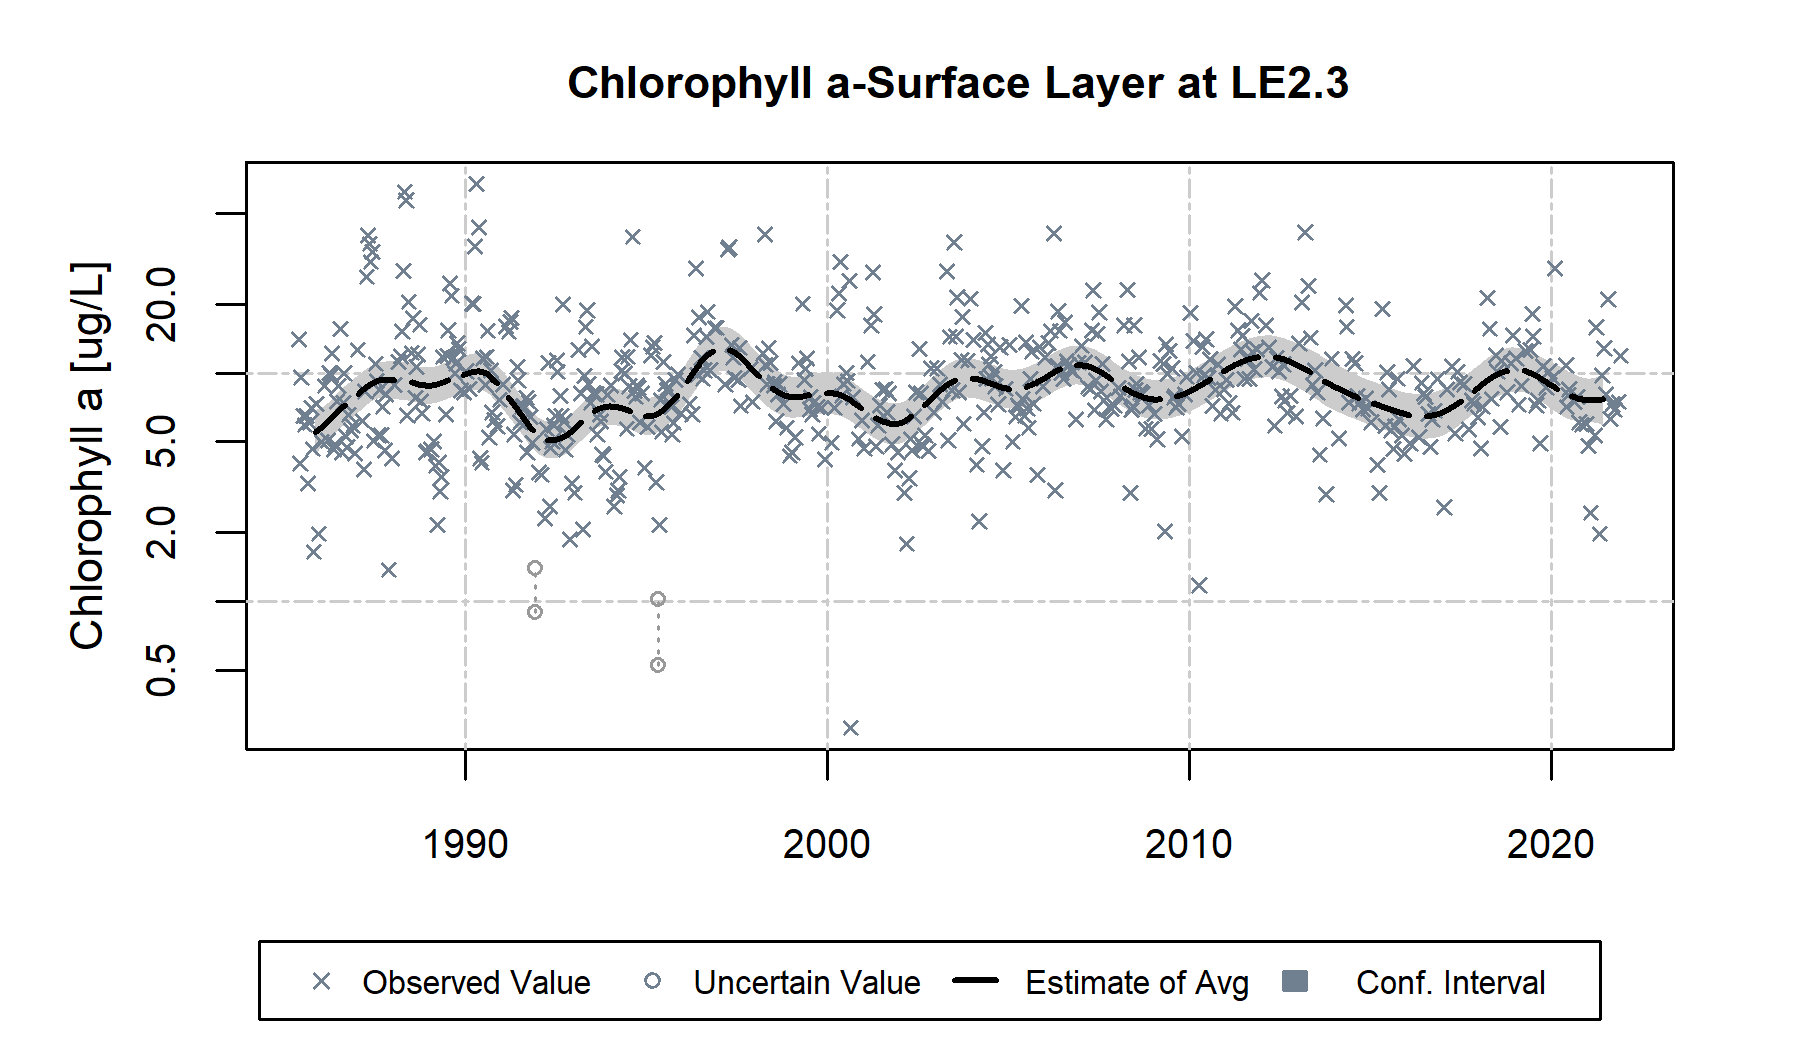 Chlorophyll a-Surface Layer at LE2.3
Chlorophyll a [ug/L]
20.0
5.0
2.0
0.5
1990 2000 2010 2020
Observed Value Uncertain Value Estimate of Avg Conf. Interval